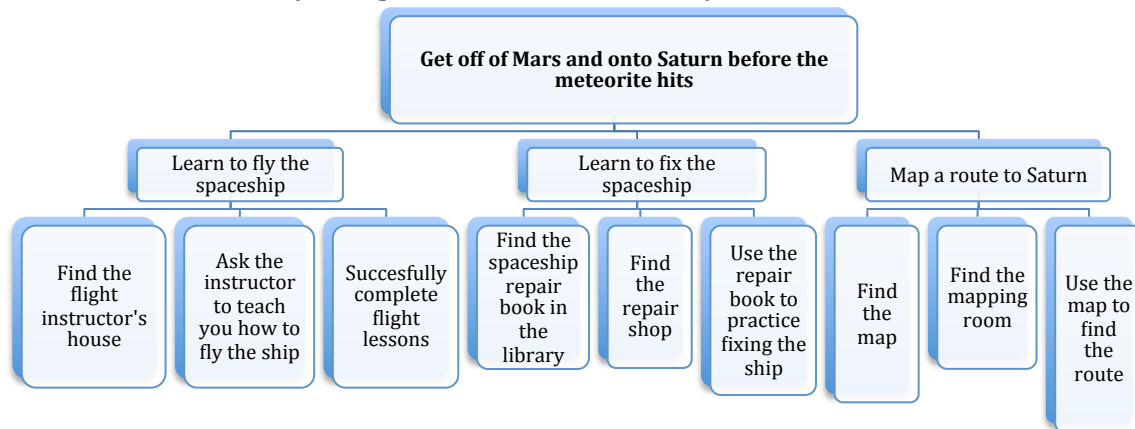 Get off of Mars and onto Saturn before the
meteorite hits
Learn to fly the
spaceship
Learn to fix the
spaceship
Map a route to Saturn
Find the
flight
instructor's
house
Ask the
instructor
to teach
you how to
fly the ship
Succesfully
complete
flight
lessons
Find the
spaceship
repair
book in
the
library
Find
the
repair
shop
Use the
repair
book to
practice
fixing the
ship
Find
the
map
Find the
mapping
room
Use the
map to
find
the
route